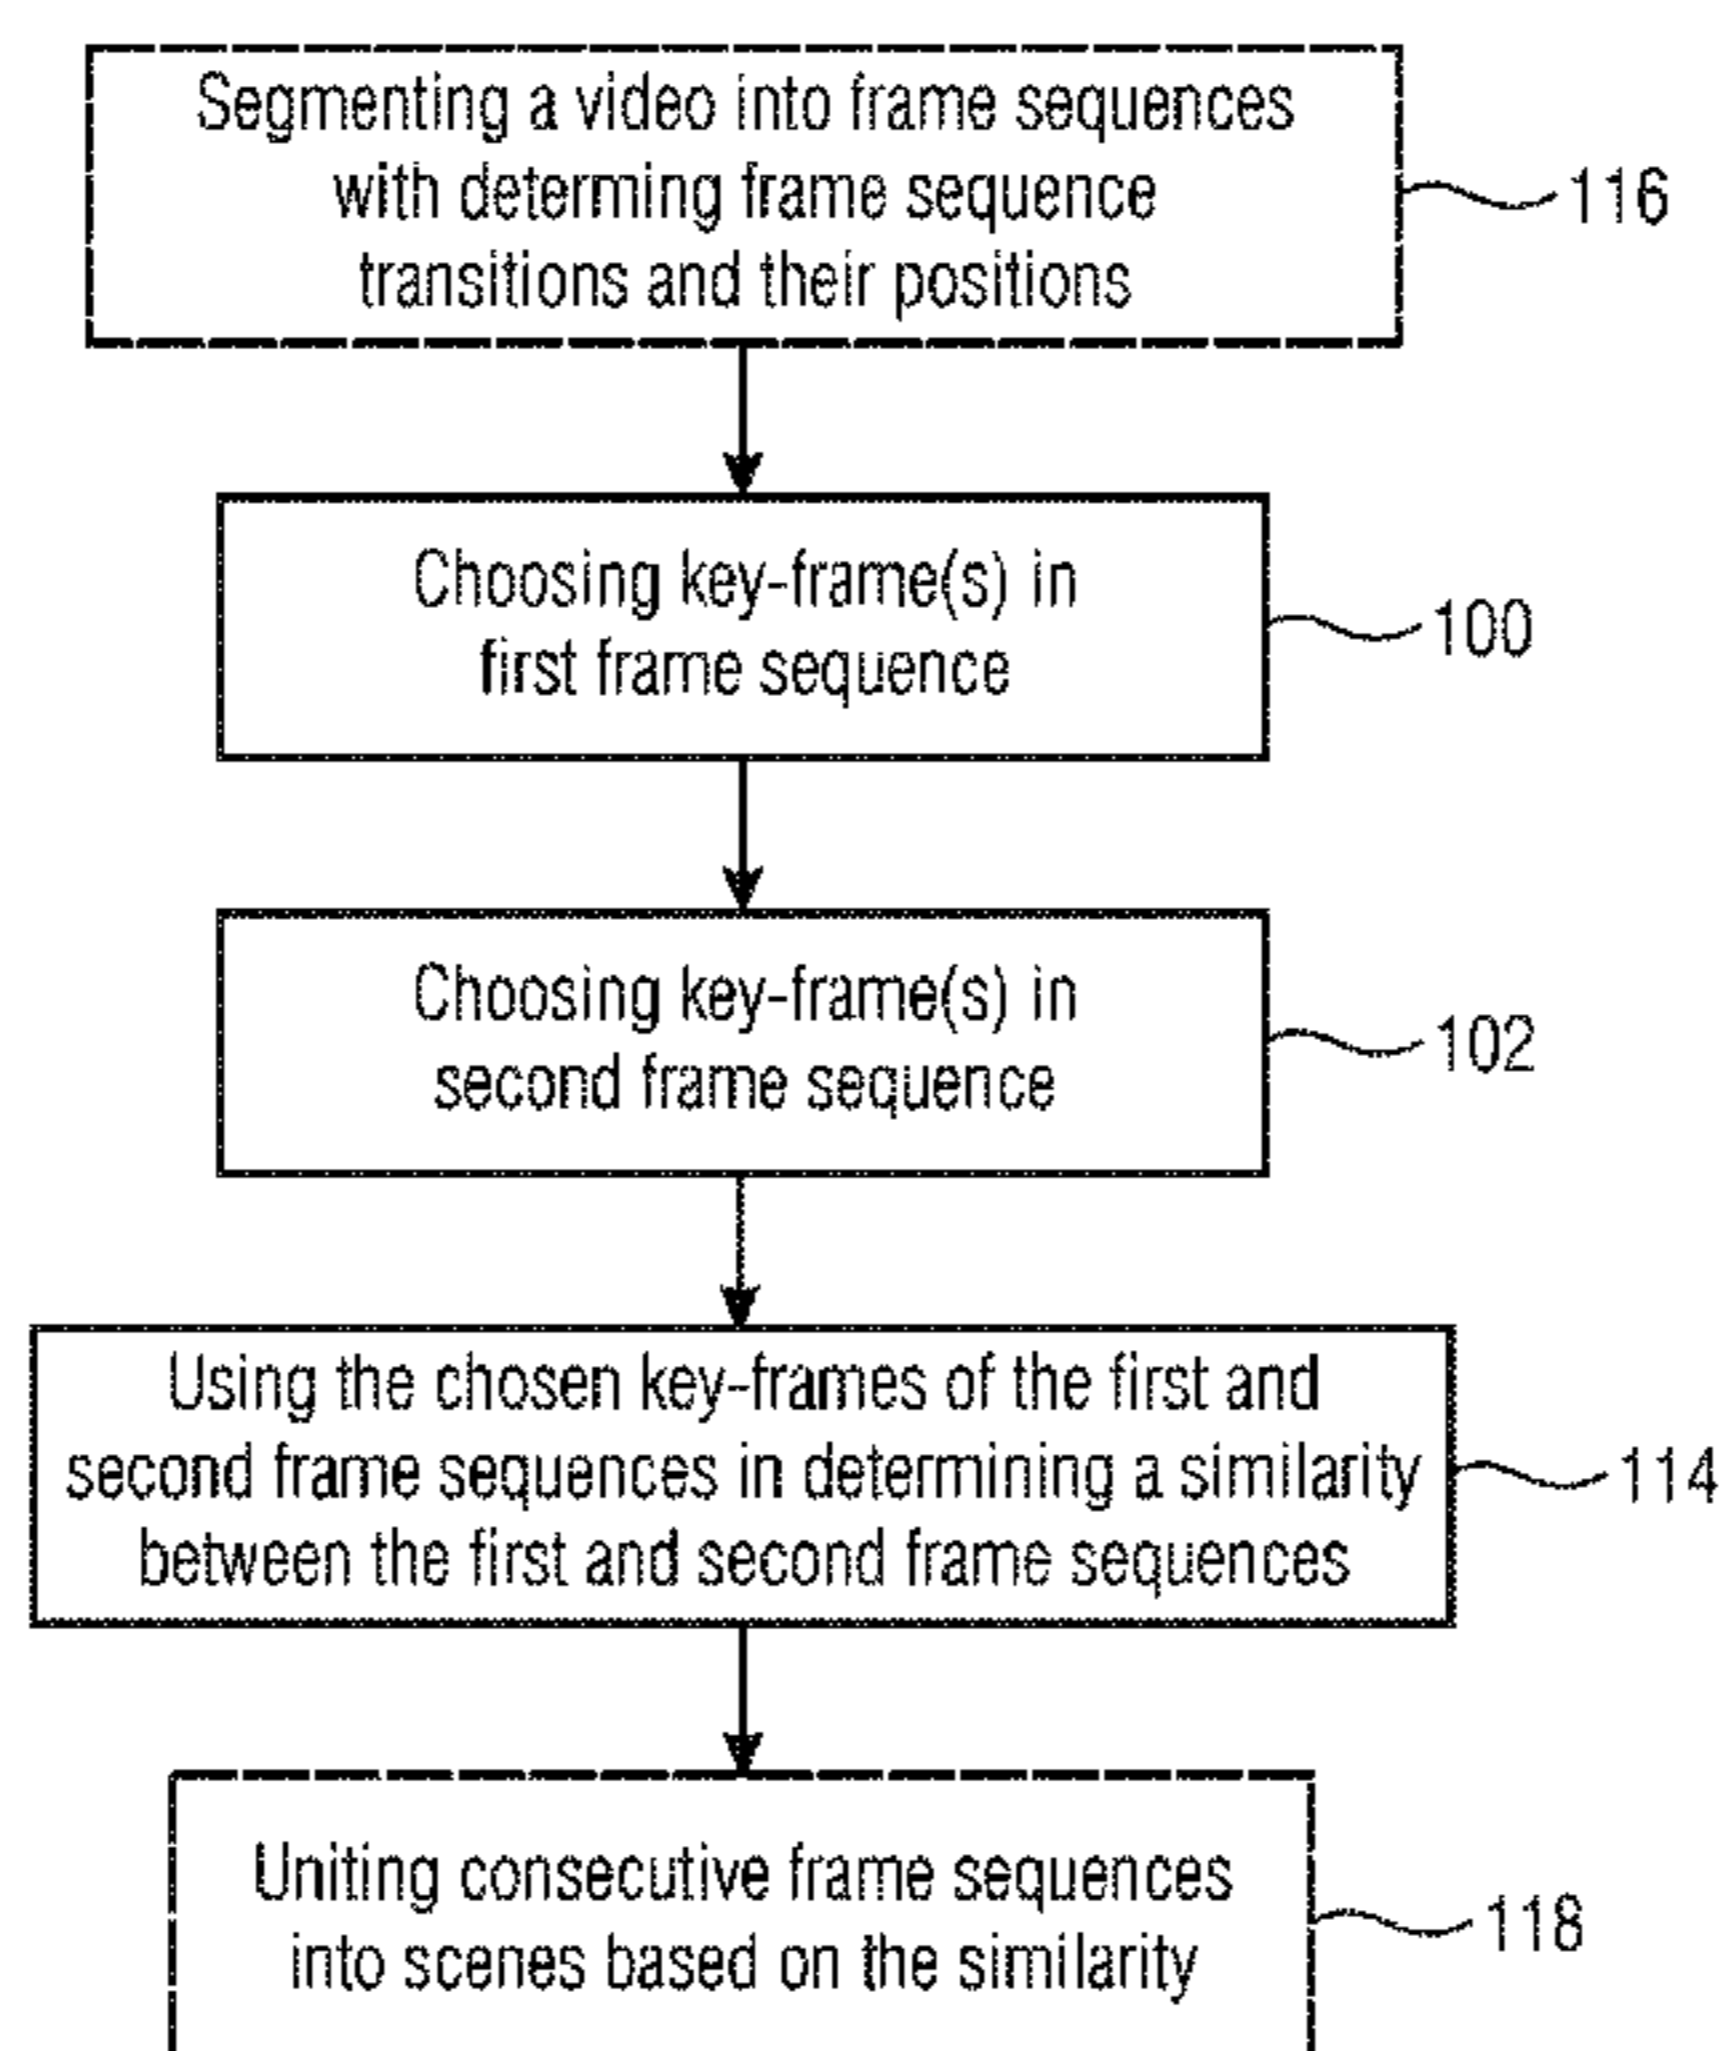 Segmenting a video into frame sequences
with determing frame sequence
transitions and their positions
116
Choosing key-frame(s) in
first frame sequence
100
Choosing key-frame(s) in
second frame sequence
102
Using the chosen key-frames of the first and
second frame sequences in determining a similarity
between the first and second frame sequences
114
Uniting consecutive frame sequences
into scenes based on the similarity
118